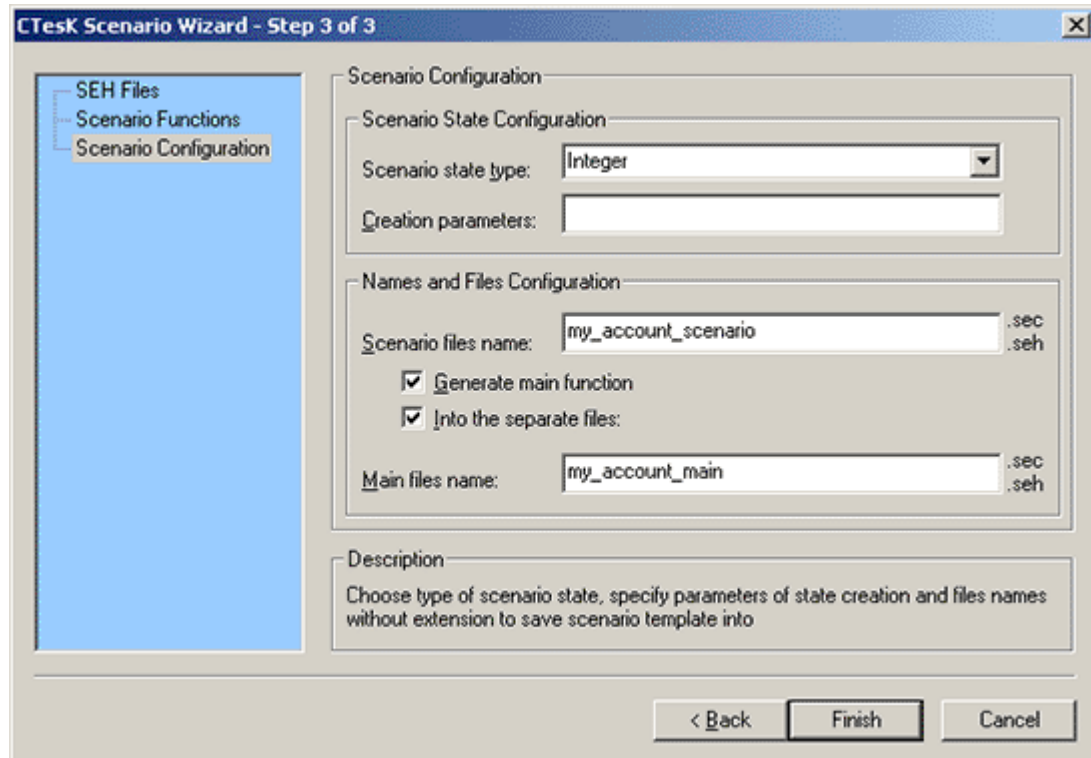 CTesK Scenario Wizard - Step 3 of 3
SEH Files
Scenario Functions
Scenario Configuration
Scenario Configuration
Scenario State Configuration
Scenario state type:
Integer
Creation parameters:
Names and Files Configuration
Scenario files name:
my_account_scenario
.sec
.seh
Generate main function
Into the separate files:
Main files name:
my_account_main
.sec
.seh
Description
Choose type of scenario state, specify parameters of state creation and files names
without extension to save scenario template into
< Back
Finish
Cancel